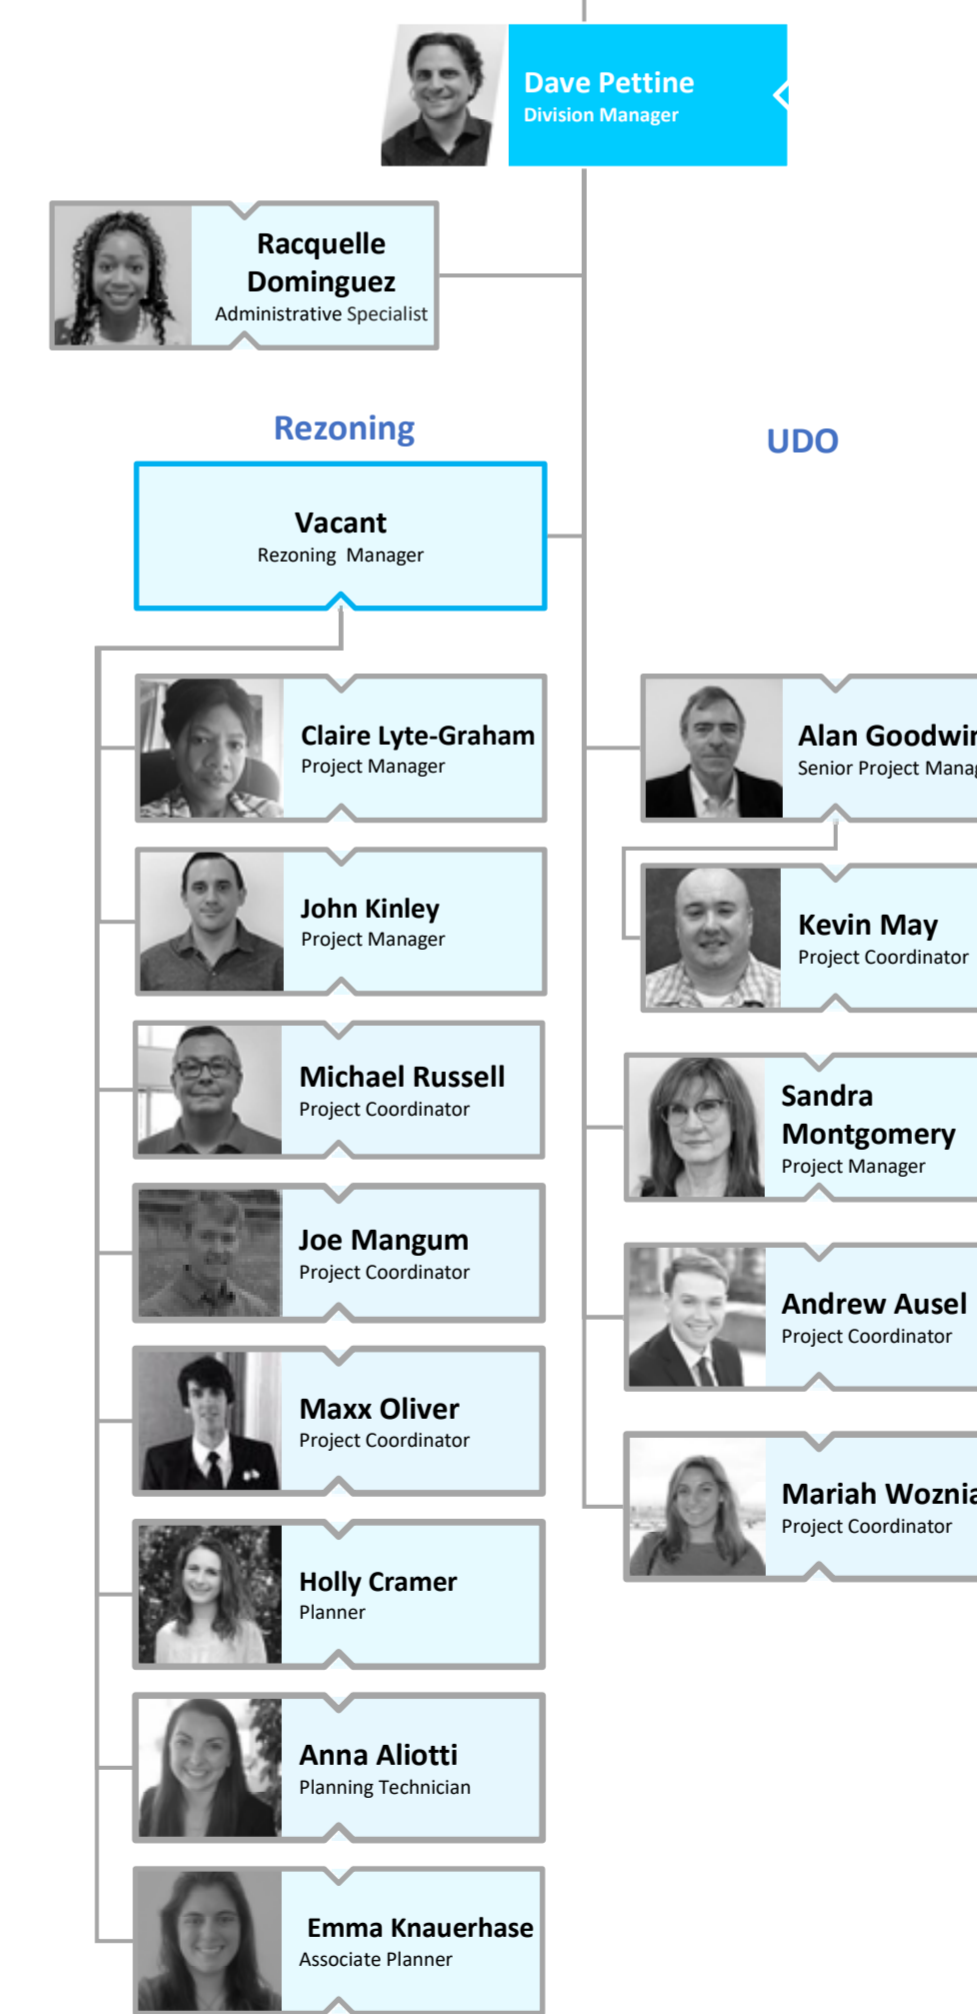 Dave Pettine
Division Manager
Racquelle
Dominguez
Administrative Specialist
Rezoning
UDO
Vacant
Rezoning Manager
Claire Lyte-Graham
Project Manager
John Kinley
Project Manager
Michael Russell
Project Coordinator
Joe Mangum
Project Coordinator
Maxx Oliver
Project Coordinator
Holly Cramer
Planner
Anna Aliotti
Planning Technician
Emma Knauerhase
Associate Planner
Alan
Senior Project
Kevin May
Project Coordinator
Sandra
Montgomery
Project Manager
Andrew Ausel
Project Coordinator
Mariah
Project Coordinator